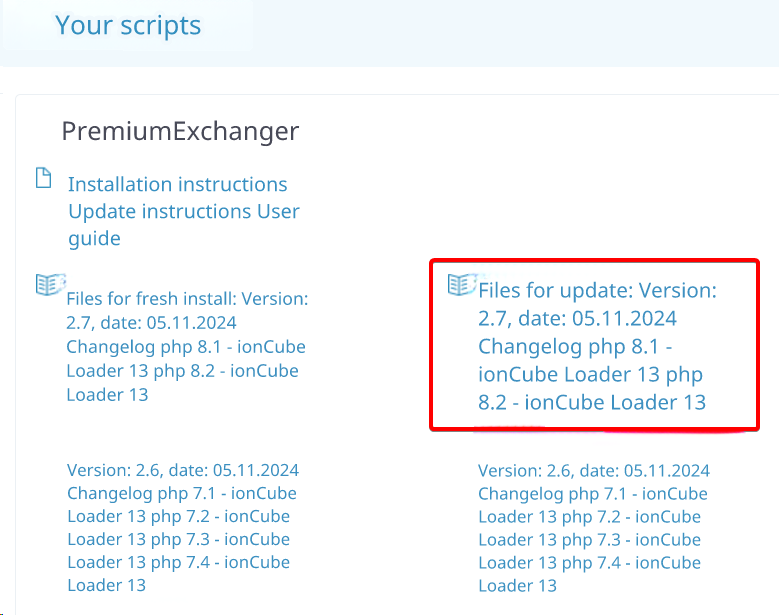 Your scripts
PremiumExchanger
Installation instructions
Update instructions User
guide
Files for fresh install: Version:
2.7, date: 05.11.2024
Changelog php 8.1 - ionCube
Loader 13 php 8.2 - ionCube
Loader 13
Files for update: Version:
2.7, date: 05.11.2024
Changelog php 8.1 -
ionCube Loader 13 php
8.2 - ionCube Loader 13
Version: 2.6, date: 05.11.2024
Changelog php 7.1 - ionCube
Loader 13 php 7.2 - ionCube
Loader 13 php 7.3 - ionCube
Loader 13 php 7.4 - ionCube
Loader 13
Version: 2.6, date: 05.11.2024
Changelog php 7.1 - ionCube
Loader 13 php 7.2 - ionCube
Loader 13 php 7.3 - ionCube
Loader 13 php 7.4 - ionCube
Loader 13